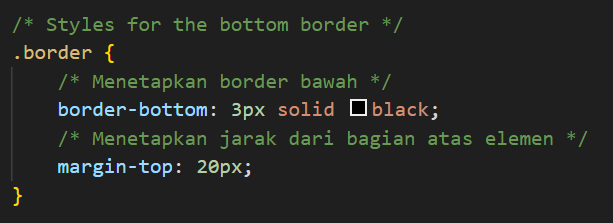 /* Styles for the bottom border */
.border {
/* Menetapkan border bawah */
border-bottom: 3px solid black;
/* Menetapkan jarak dari bagian atas elemen */
margin-top: 20px;
}